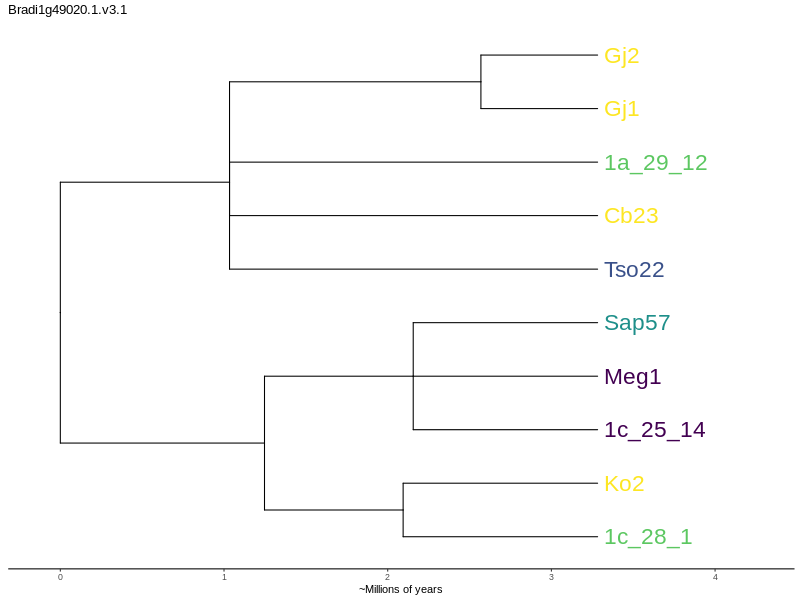 Bradi1g49020.1.v3.1
Gj2
Gj1
1a_29_12
Cb23
Tso22
Sap57
Meg1
1c_25_14
Ko2
1c_28_1
0 1 2 3 4
~Millions of years